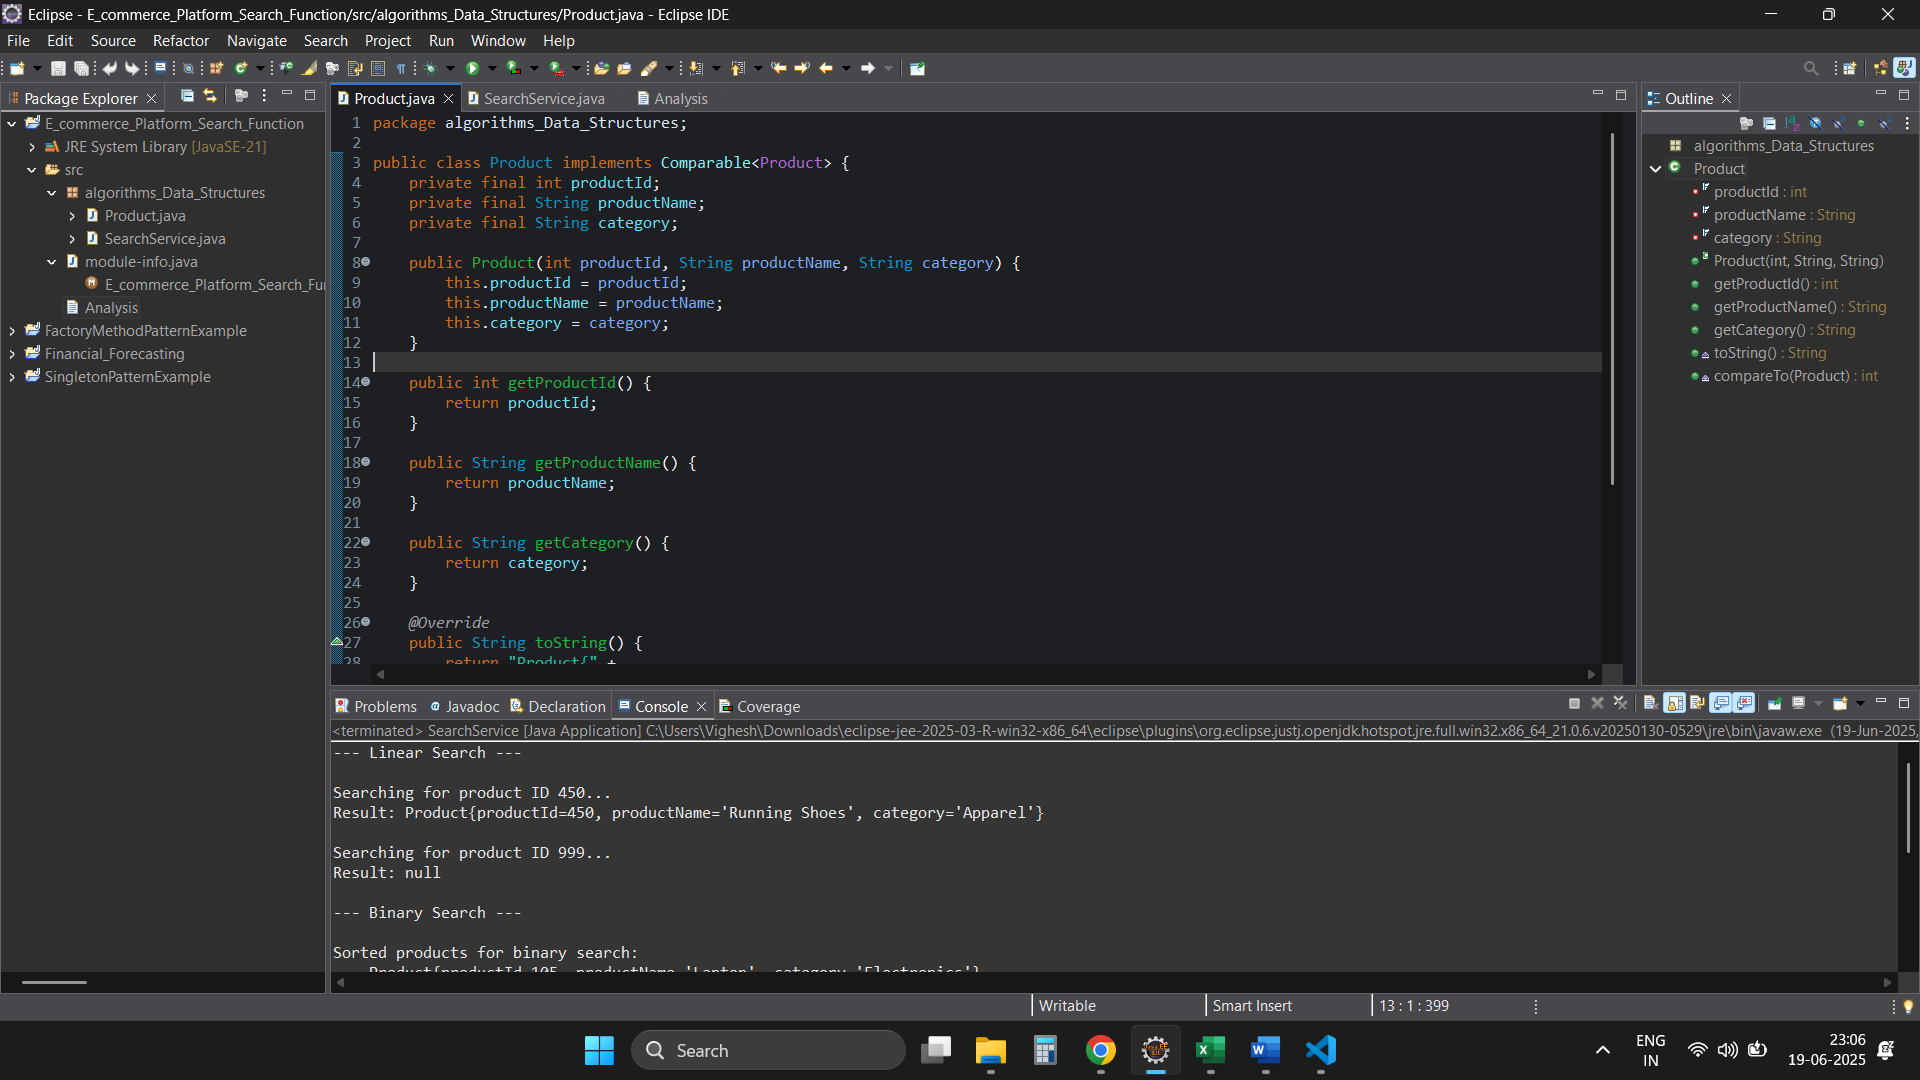 Eclipse - E_commerce_Platform_Search_Function/src/algorithms_Data_Structures/Product.java - Eclipse IDE
File Edit Source Refactor Navigate Search Project Run Window Help
Package Explorer
E_commerce_Platform_Search_Function
JRE System Library [JavaSE-21]
src
algorithms_Data_Structures
Product.java
SearchService.java
module-info.java
E_commerce_Platform_Search_Fu
Analysis
FactoryMethodPatternExample
Financial_Forecasting
SingletonPatternExample
Product.java SearchService.java Analysis
1 package algorithms_Data_Structures;
2
3 public class Product implements Comparable<Product> {
4 private final int productId;
5 private final String productName;
6 private final String category;
7
8 public Product(int productId, String productName, String category) {
9 this.productId = productId;
10 this.productName = productName;
11 this.category = category;
12 }
13
14 public int getProductId() {
15 return productId;
16 }
17
18 public String getProductName() {
19 return productName;
20 }
21
22 public String getCategory() {
23 return category;
24 }
25
26 @Override
27 public String toString() {
28 return "Product{" +
Outline
algorithms_Data_Structures
Product
productId : int
productName : String
category : String
Product(int, String, String)
getProductId() : int
getProductName() : String
getCategory() : String
toString() : String
compareTo(Product) : int
Problems Javadoc Declaration Console Coverage
<terminated> SearchService [Java Application] C:\Users\Vighesh\Downloads\eclipse-jee-2025-03-R-win32-x86_64\eclipse\plugins\org.eclipse.justj.openjdk.hotspot.jre.full.win32.x86_64_21.0.6.v20250130-0529\jre\bin\javaw.exe (19-Jun-2025,
--- Linear Search ---
Searching for product ID 450...
Result: Product{productId=450, productName='Running Shoes', category='Apparel'}
Searching for product ID 999...
Result: null
--- Binary Search ---
Sorted products for binary search:
Product{productId=105, productName='Laptop', category='Electronics'}
Writable Smart Insert 13 : 1 : 399
Search
ENG
IN
23:06
19-06-2025